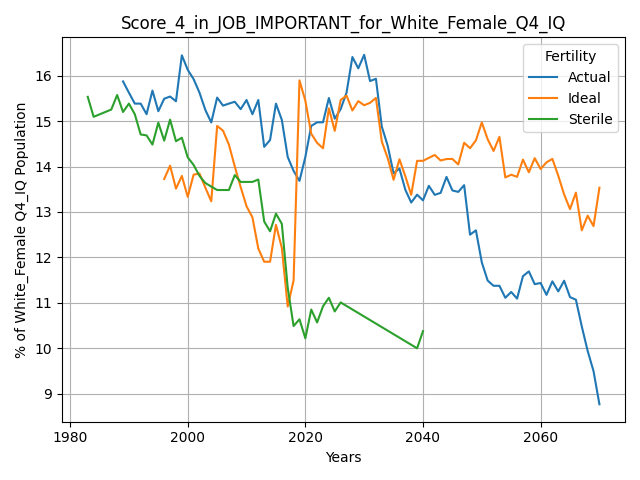 Score_4_in_JOB_IMPORTANT_for_White_Female_Q4_IQ
% of White_Female Q4_IQ Population
16
15
14
13
12
11
10
9
Fertility
Actual
Ideal
Sterile
1980
2000
2020
2040
2060
Years